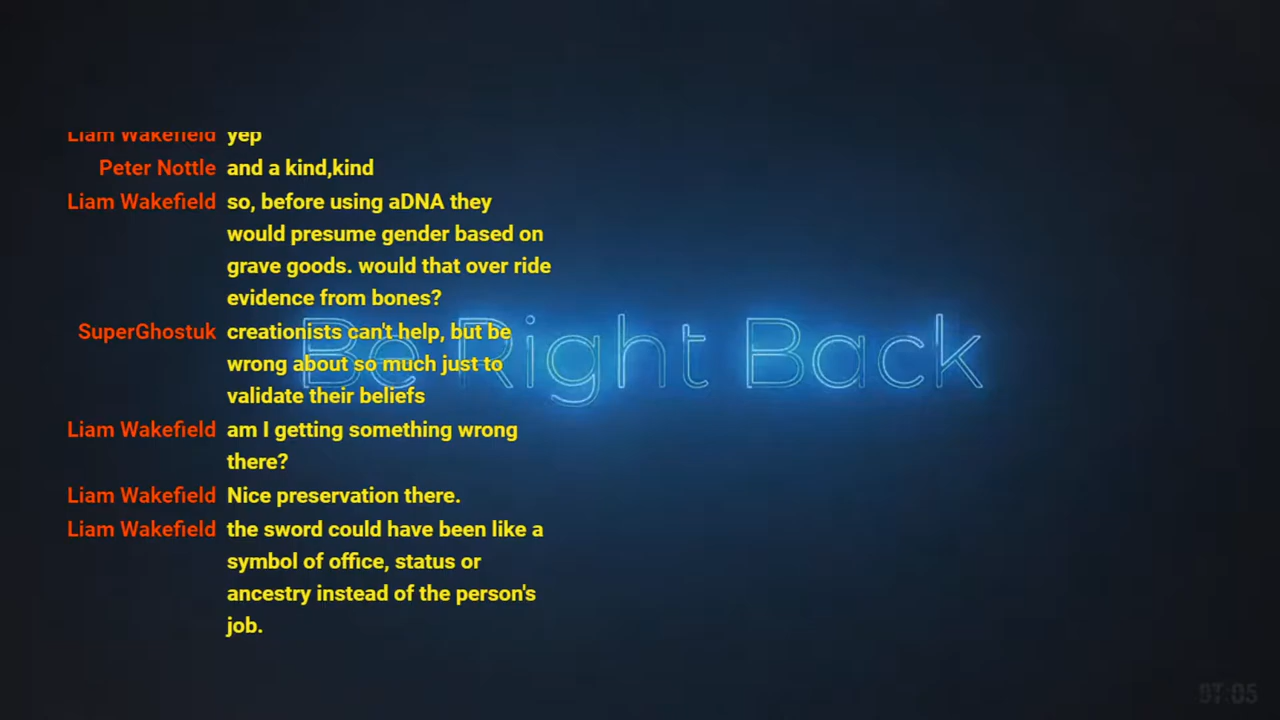 Liam Wakefield yep
Peter Nottle and a kind,kind
Liam Wakefield so, before using aDNA they
would presume gender based on
grave goods. would that over ride
evidence from bones?
SuperGhostuk creationists can't help, but be
wrong about so much just to
validate their beliefs
Be Right Back
Liam Wakefield am I getting something wrong
there?
Liam Wakefield Nice preservation there.
Liam Wakefield the sword could have been like a
symbol of office, status or
ancestry instead of the person's
job.
07:05